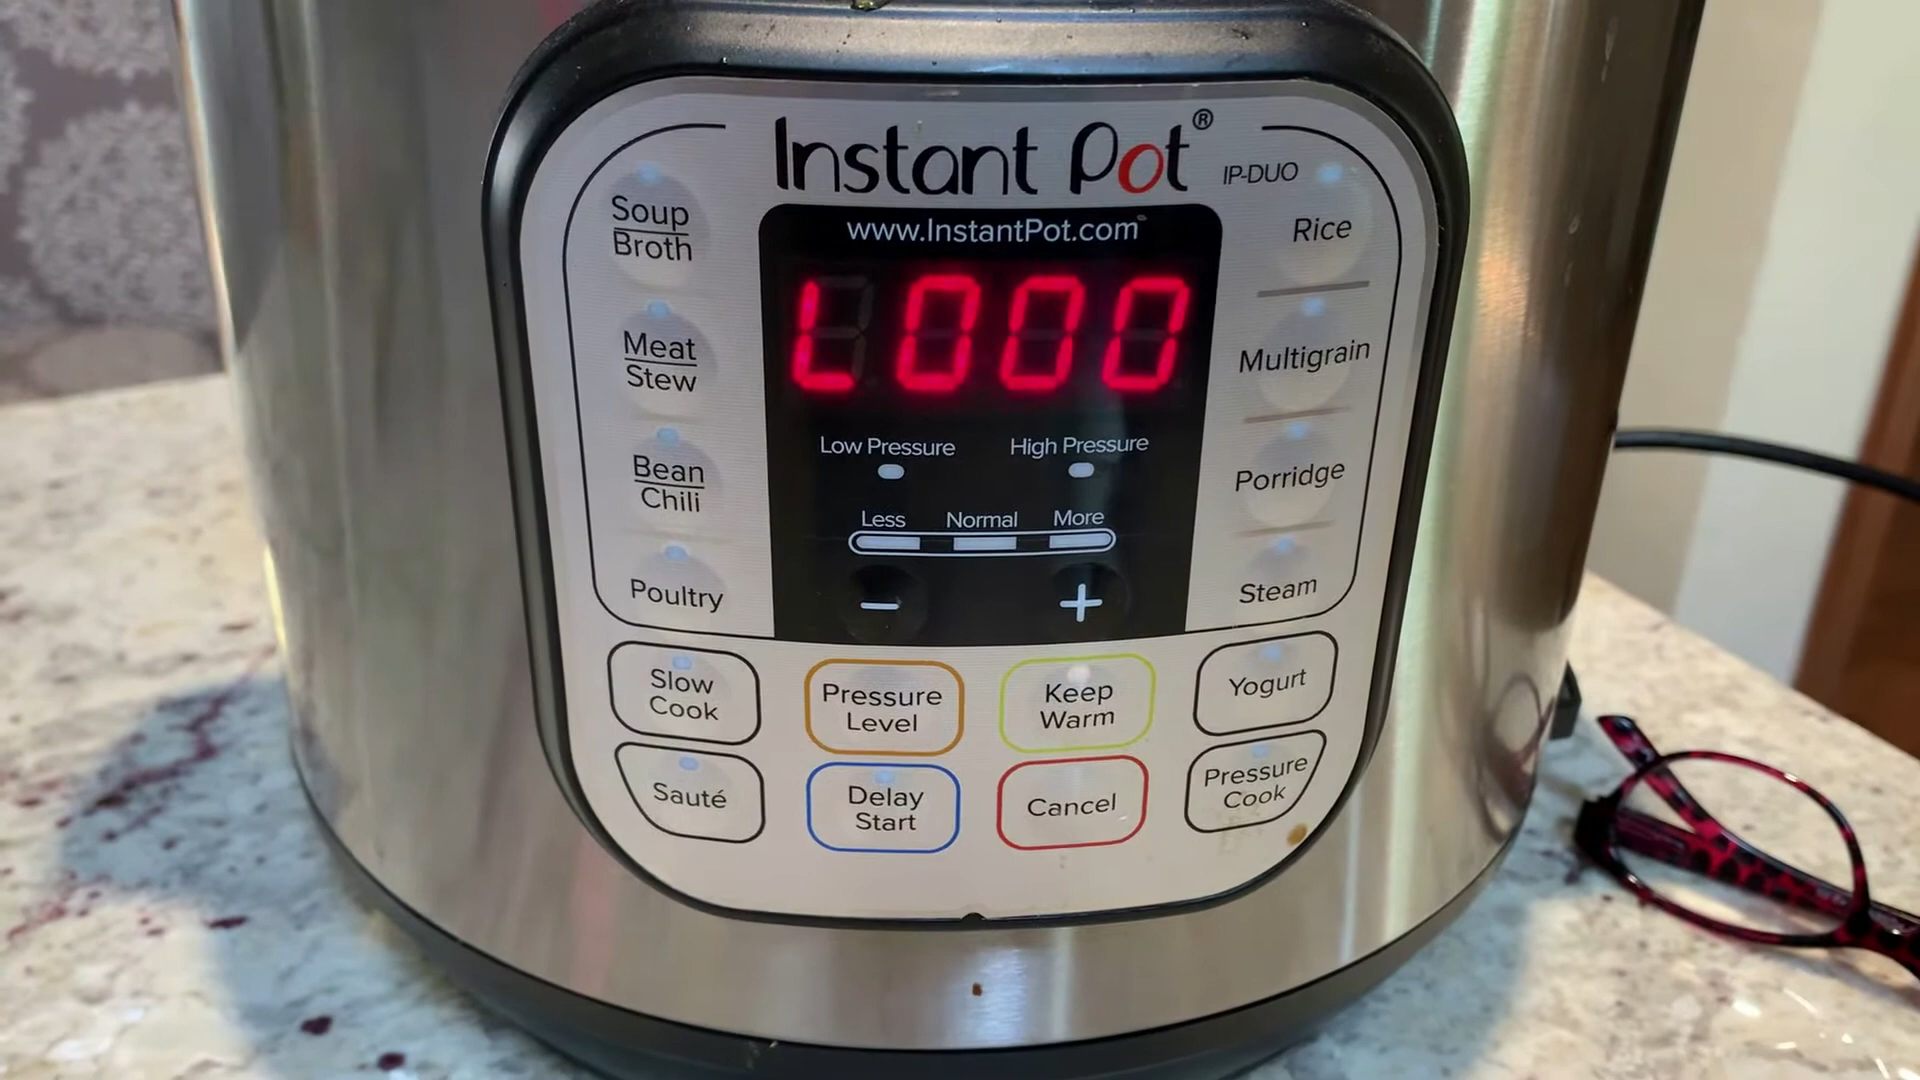 Instant Pot®
IP-DUO
www.InstantPot.com
L000
Low Pressure
High Pressure
Less
Normal
More
−
+
Soup
Broth
Meat
Stew
Bean
Chili
Poultry
Rice
Multigrain
Porridge
Steam
Slow
Cook
Pressure
Level
Keep
Warm
Yogurt
Sauté
Delay
Start
Cancel
Pressure
Cook